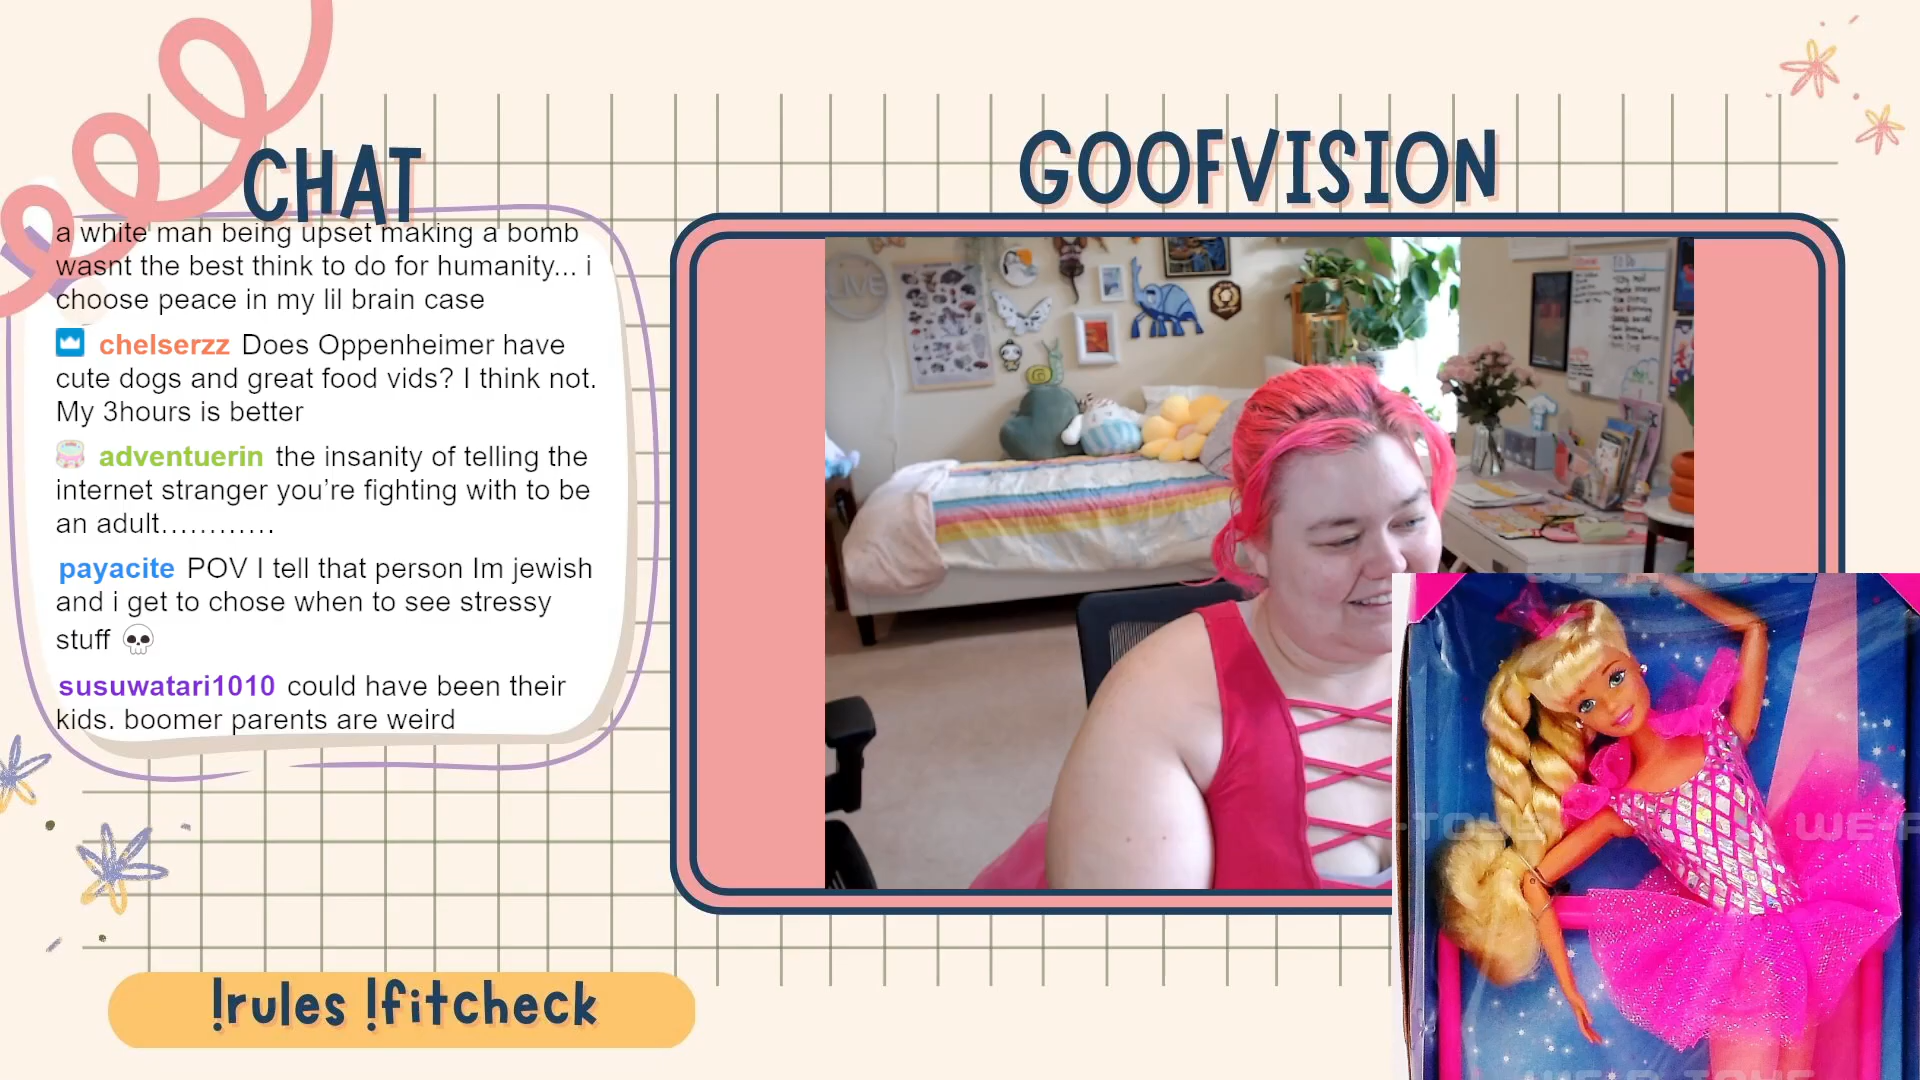 CHAT
GOOFVISION
a white man being upset making a bomb
wasnt the best think to do for humanity... i
choose peace in my lil brain case
chelserzz Does Oppenheimer have
cute dogs and great food vids? I think not.
My 3hours is better
adventuerin the insanity of telling the
internet stranger you’re fighting with to be
an adult…………
payacite POV I tell that person Im jewish
and i get to chose when to see stressy
stuff 💀
susuwatari1010 could have been their
kids. boomer parents are weird
!rules !fitcheck
LIVE
To Do